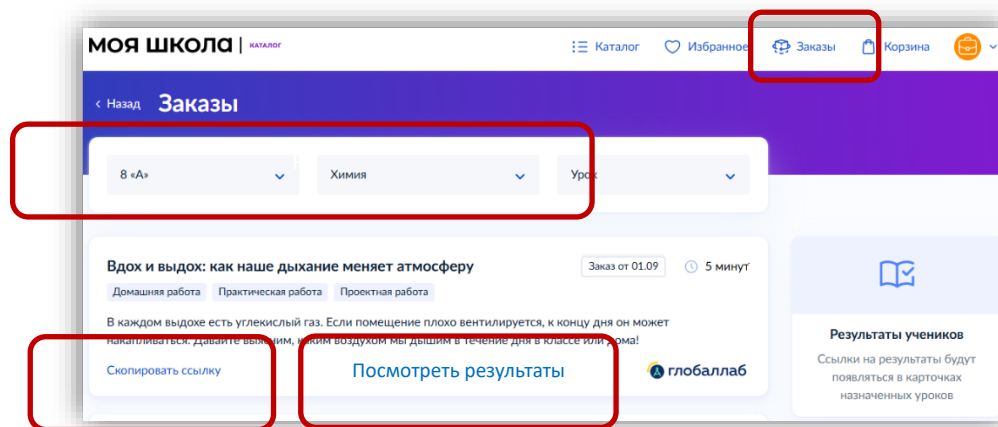 МОЯ ШКОЛА | КАТАЛОГ
Каталог Избранное Заказы Корзина
Назад Заказы
8 «А» Химия Урок
Вдох и выдох: как наше дыхание меняет атмосферу
Заказ от 01.09 5 минут
Домашняя работа Практическая работа Проектная работа
В каждом выдохе есть углекислый газ. Если помещение плохо вентилируется, к концу дня он может
накапливаться. Давайте выясним, каким воздухом мы дышим в течение дня в классе или дома!
Скопировать ссылку Посмотреть результаты глобаллаб
Результаты учеников
Ссылки на результаты будут
появляться в карточках
назначенных уроков